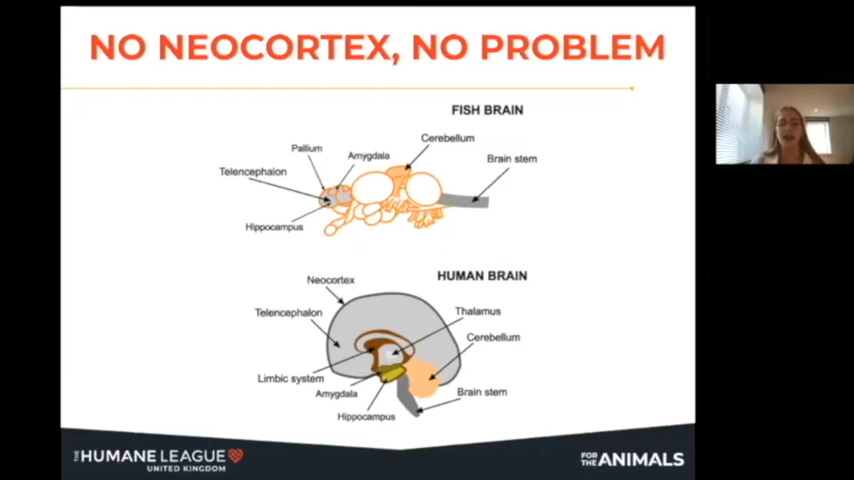 NO NEOCORTEX, NO PROBLEM
FISH BRAIN
Cerebellum
Pallium
Amygdala
Brain stem
Telencephalon
Hippocampus
HUMAN BRAIN
Neocortex
Telencephalon
Thalamus
Cerebellum
Limbic system
Amygdala
Brain stem
Hippocampus
THE HUMANE LEAGUE
UNITED KINGDOM
FOR THE ANIMALS